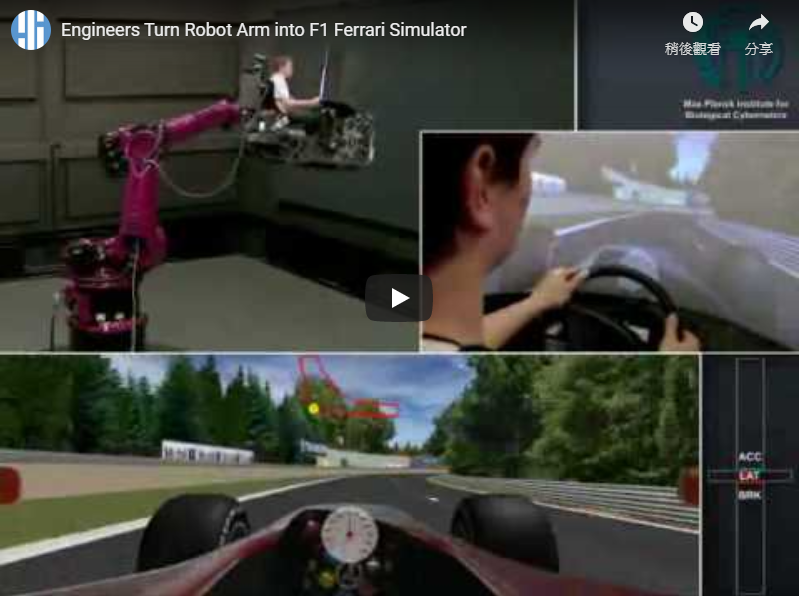 Engineers Turn Robot Arm into F1 Ferrari Simulator
稍後觀看
分享
Max Planck Institute for
Biological Cybernetics
ACC
LAT
BRK